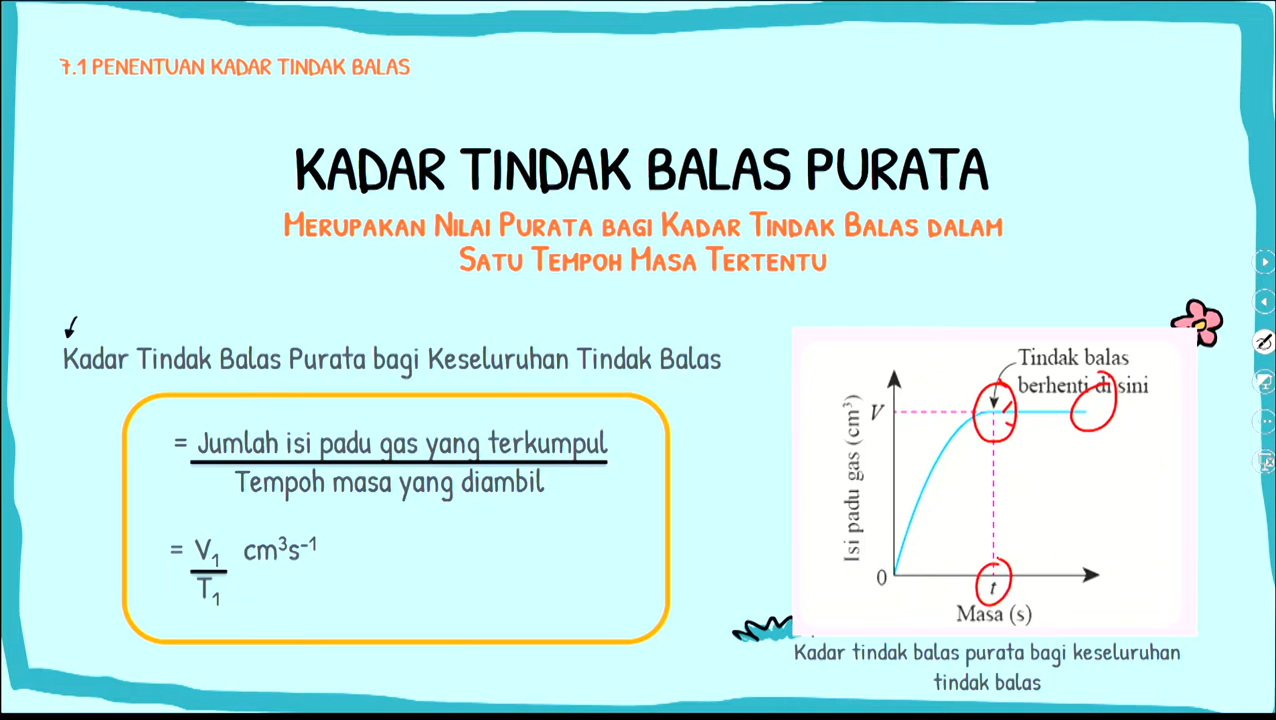 7.1 PENENTUAN KADAR TINDAK BALAS
KADAR TINDAK BALAS PURATA
MERUPAKAN NILAI PURATA BAGI KADAR TINDAK BALAS DALAM
SATU TEMPOH MASA TERTENTU
Kadar Tindak Balas Purata bagi Keseluruhan Tindak Balas
= Jumlah isi padu gas yang terkumpul
Tempoh masa yang diambil
= V₁ cm³s⁻¹
T₁
Tindak balas
berhenti di sini
V
Isi padu gas (cm³)
0
t
Masa (s)
Kadar tindak balas purata bagi keseluruhan
tindak balas